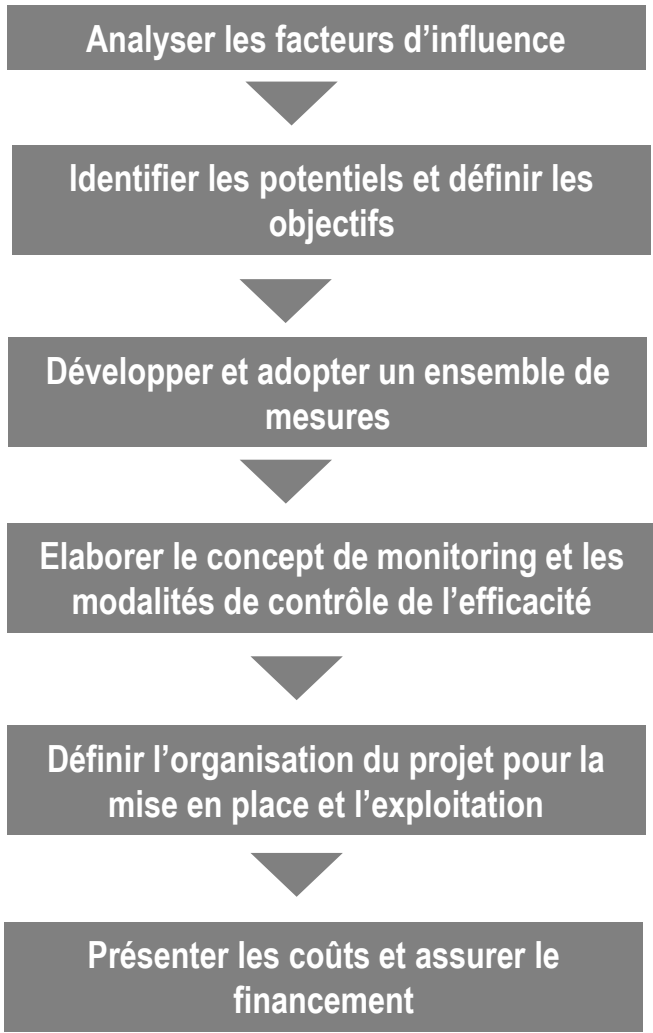 Analyser les facteurs d’influence
Identifier les potentiels et définir les
objectifs
Développer et adopter un ensemble de
mesures
Elaborer le concept de monitoring et les
modalités de contrôle de l’efficacité
Définir l’organisation du projet pour la
mise en place et l’exploitation
Présenter les coûts et assurer le
financement